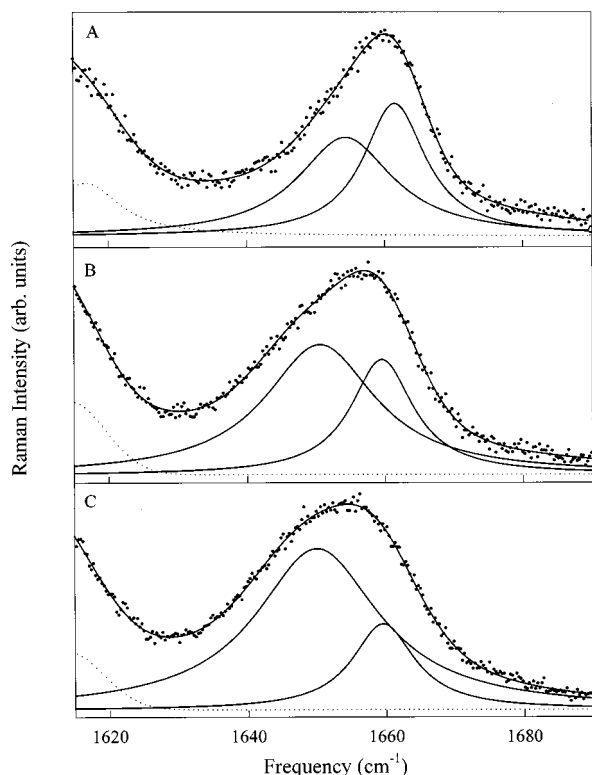 A
B
C
Raman Intensity (arb. units)
1620 1640 1660 1680
Frequency (cm⁻¹)